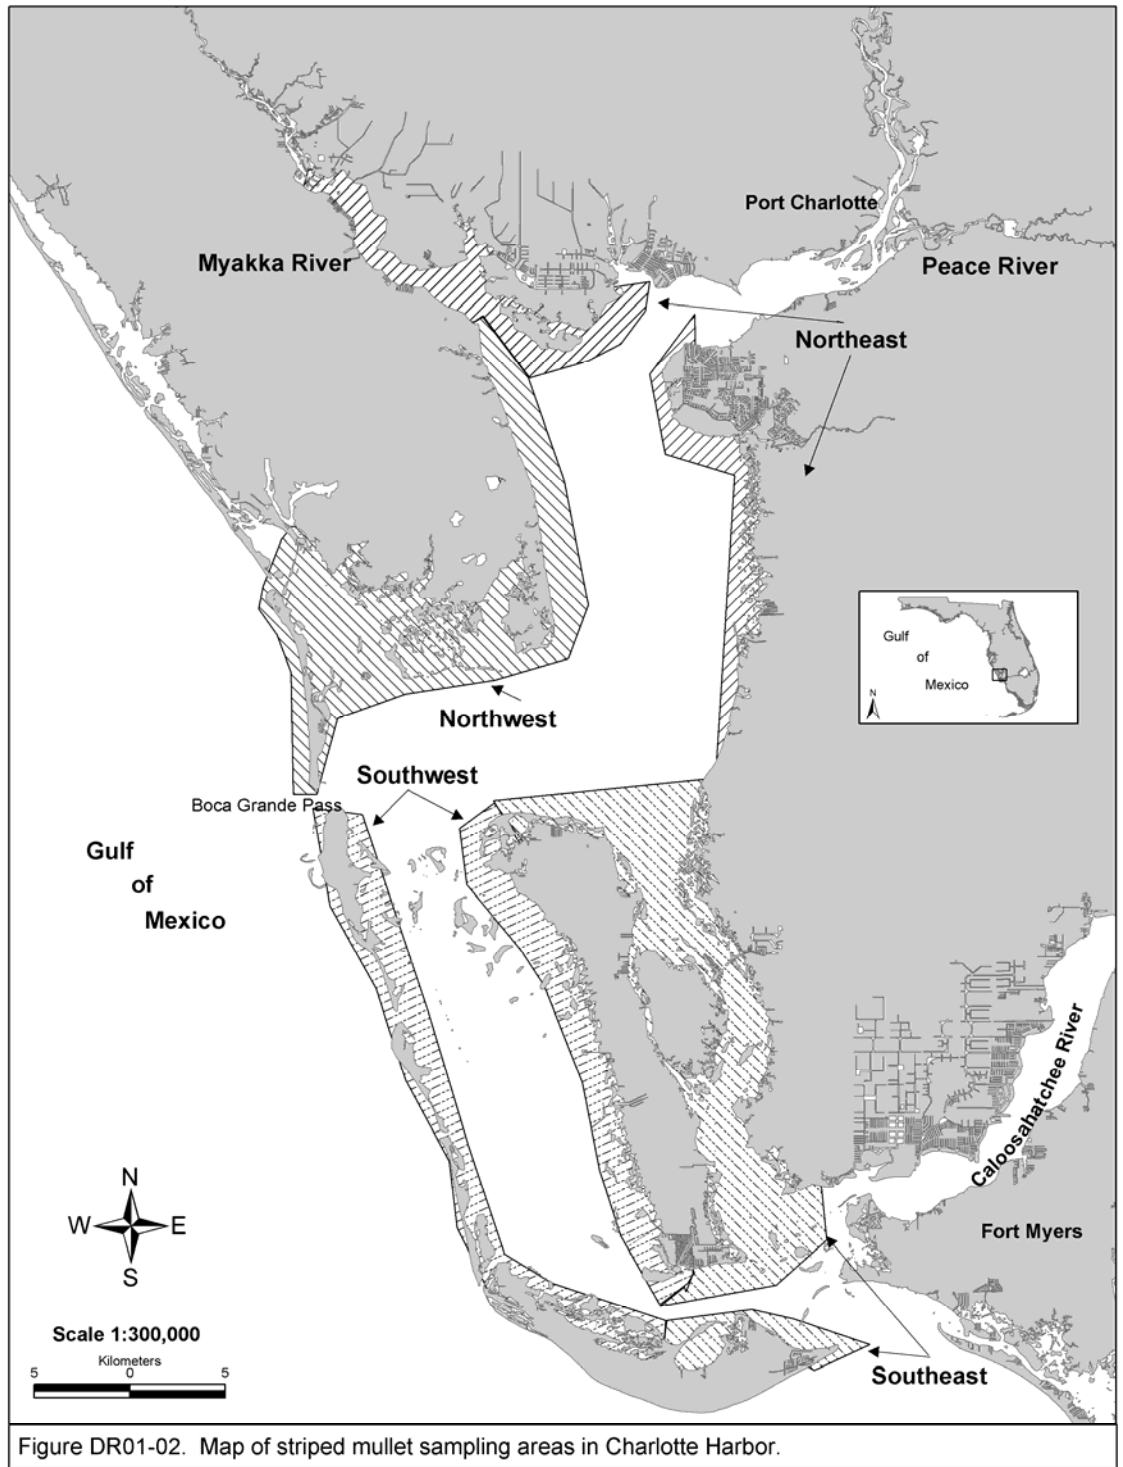 Port Charlotte
Myakka River
Peace River
Northeast
Gulf
of
Mexico
N
Northwest
Southwest
Boca Grande Pass
Gulf
of
Mexico
Caloosahatchee River
Fort Myers
N
W
E
S
Scale 1:300,000
Kilometers
5 0 5
Southeast
Figure DR01-02. Map of striped mullet sampling areas in Charlotte Harbor.